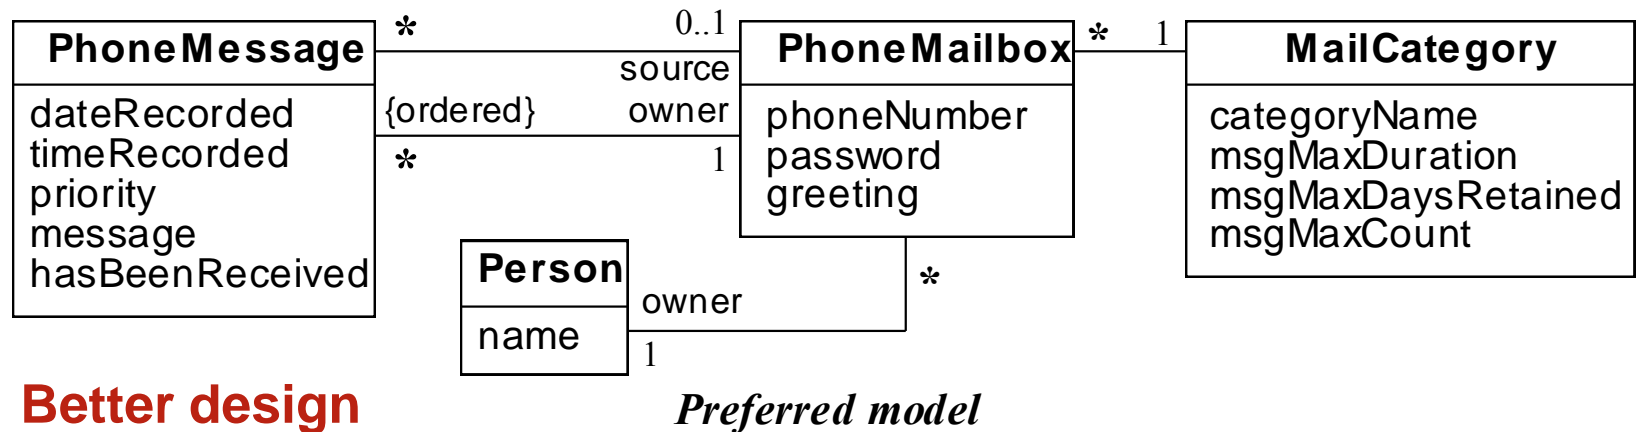 PhoneMessage
dateRecorded
timeRecorded
priority
message
hasBeenReceived
* 0..1
source
{ordered} owner
* 1
PhoneMailbox
phoneNumber
password
greeting
* 1
MailCategory
categoryName
msgMaxDuration
msgMaxDaysRetained
msgMaxCount
Person
name
owner
1
*
Better design
Preferred model